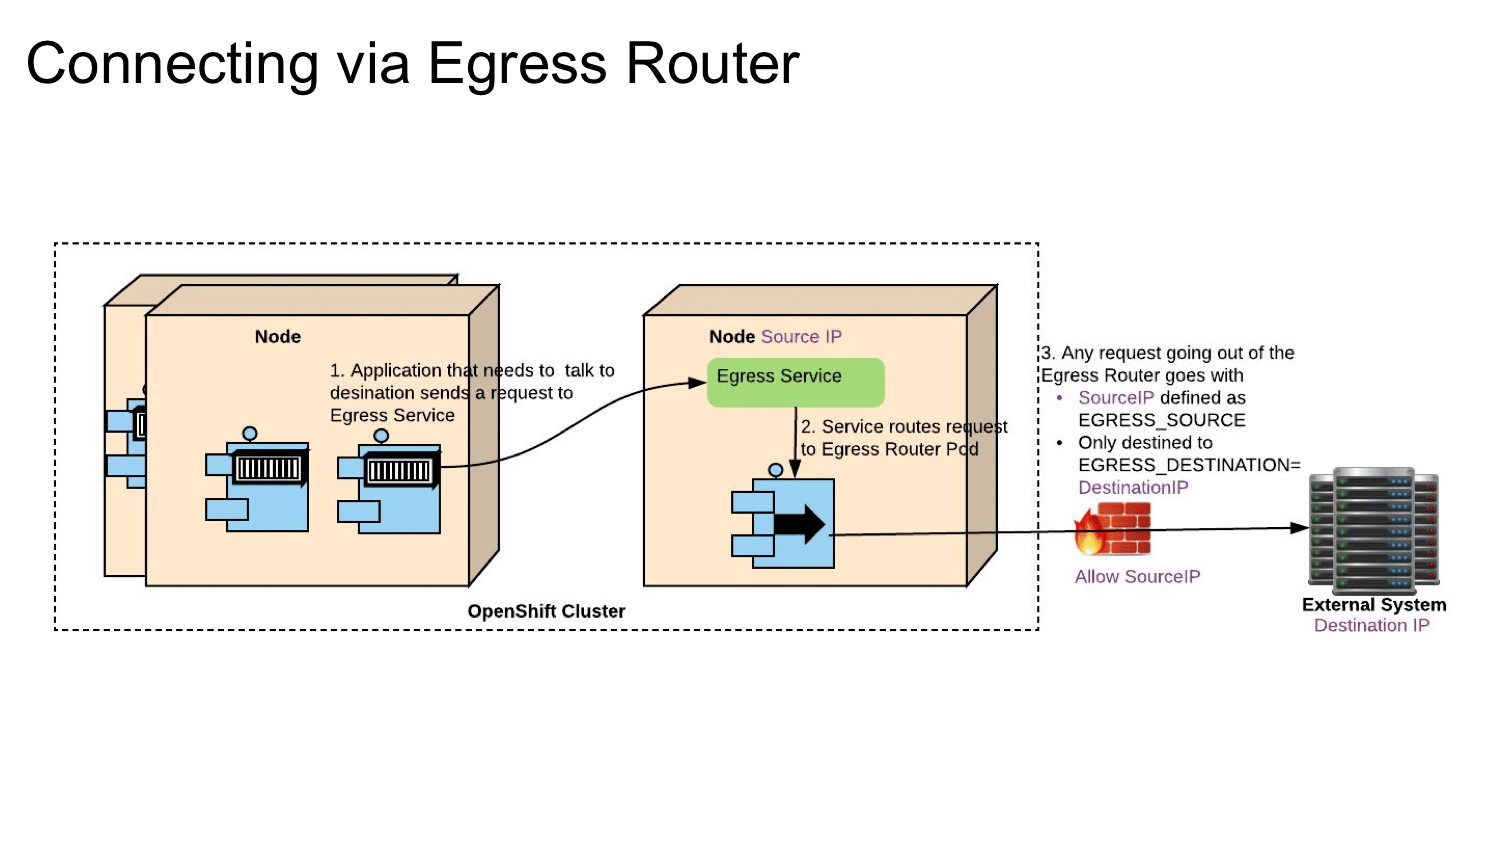 Connecting via Egress Router
Node
1. Application that needs to  talk to
desination sends a request to
Egress Service
Node Source IP
Egress Service
2. Service routes request
to Egress Router Pod
3. Any request going out of the
Egress Router goes with
• SourceIP defined as
EGRESS_SOURCE
• Only destined to
EGRESS_DESTINATION=
DestinationIP
Allow SourceIP
External System
Destination IP
OpenShift Cluster